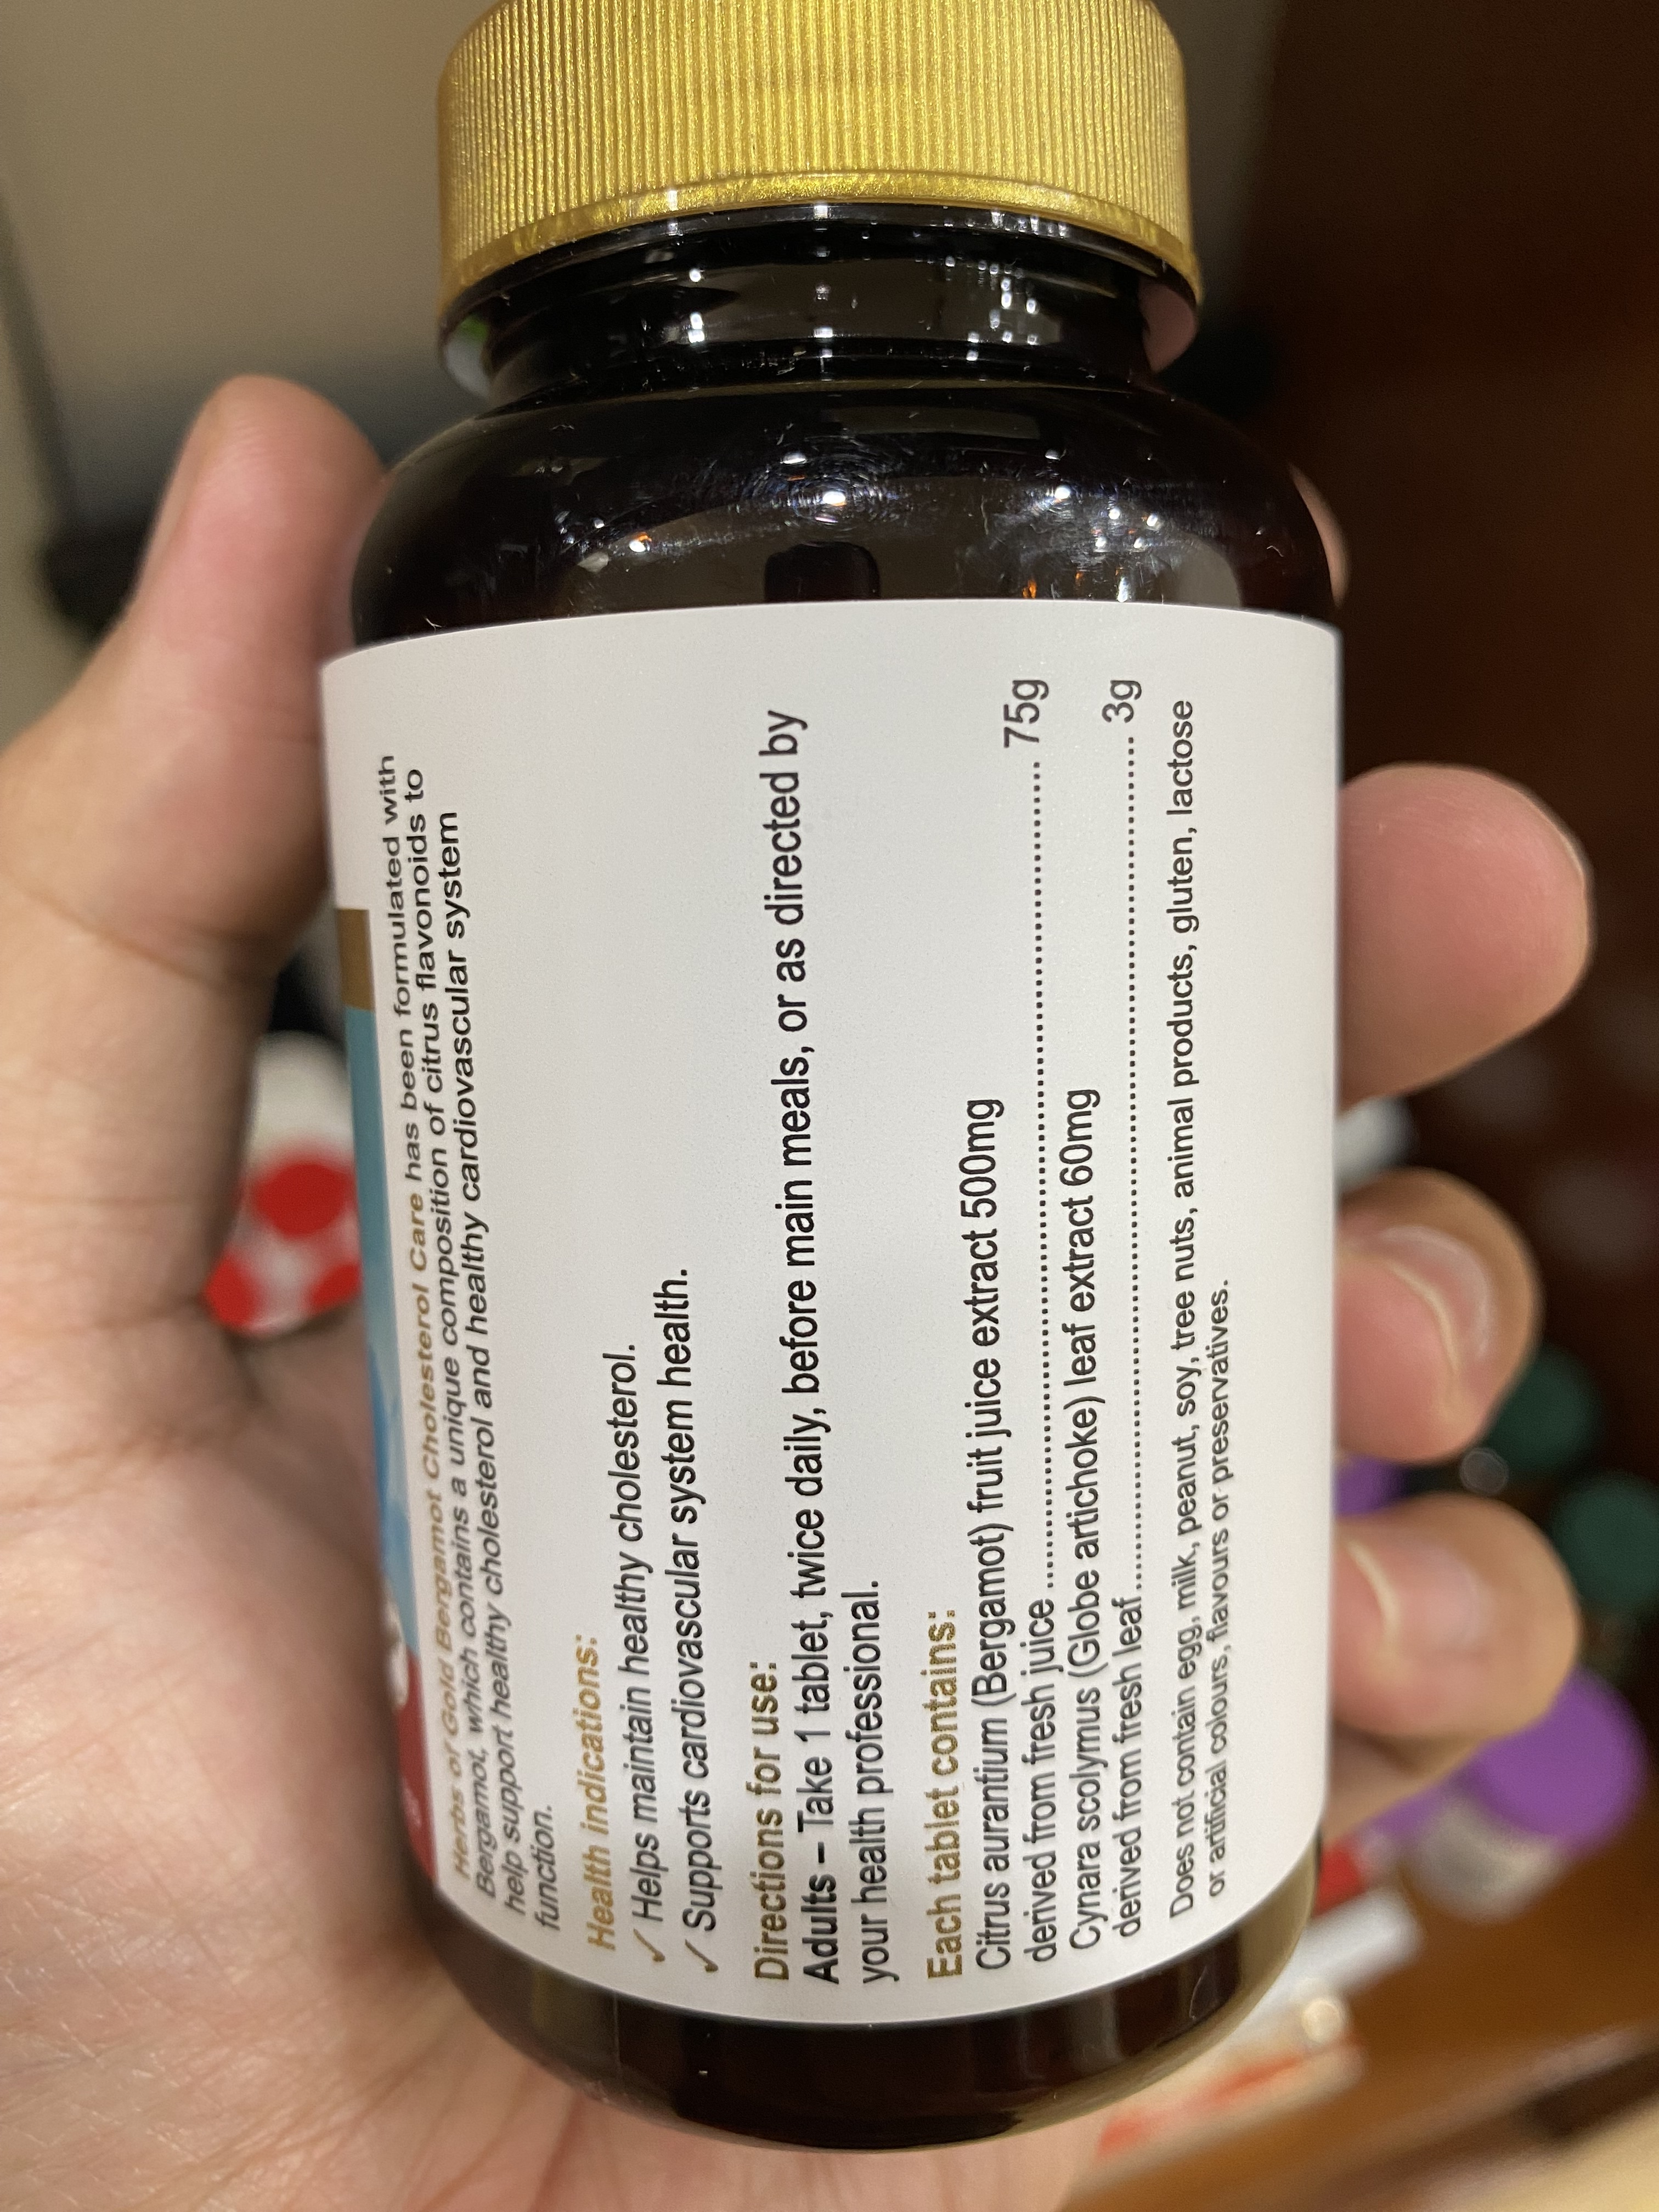 Herbs of Gold Bergamot Cholesterol Care has been formulated with
Bergamot, which contains a unique composition of citrus flavonoids to
help support healthy cholesterol and healthy cardiovascular system
function.
Health indications:
✓ Helps maintain healthy cholesterol.
✓ Supports cardiovascular system health.
Directions for use:
Adults – Take 1 tablet, twice daily, before main meals, or as directed by
your health professional.
Each tablet contains:
Citrus aurantium (Bergamot) fruit juice extract 500mg
derived from fresh juice ........................................ 75g
Cynara scolymus (Globe artichoke) leaf extract 60mg
derived from fresh leaf ........................................ 3g
Does not contain egg, milk, peanut, soy, tree nuts, animal products, gluten, lactose
or artificial colours, flavours or preservatives.